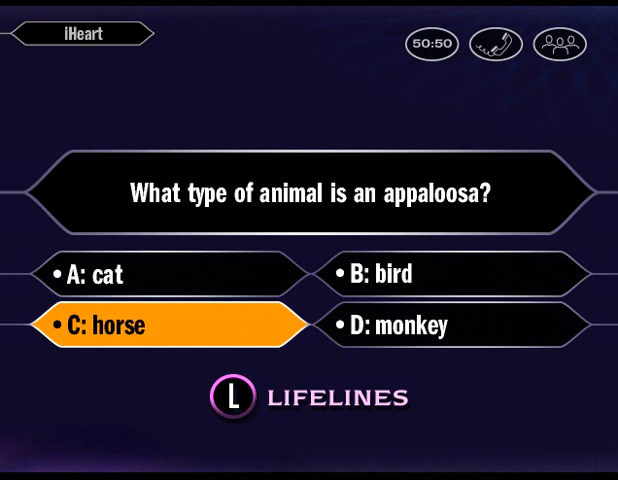 iHeart
50:50
What type of animal is an appaloosa?
• A: cat
• B: bird
• C: horse
• D: monkey
L LIFELINES